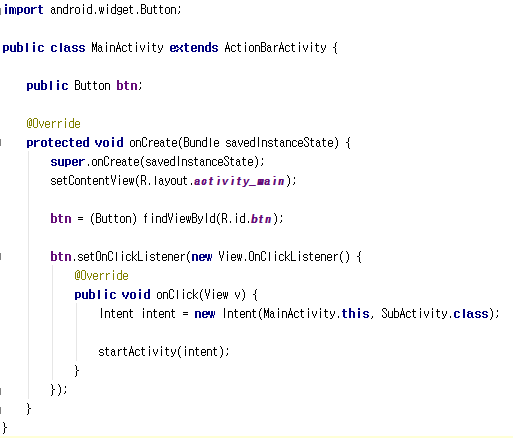 import android.widget.Button;
public class MainActivity extends ActionBarActivity {
public Button btn;
@Override
protected void onCreate(Bundle savedInstanceState) {
super.onCreate(savedInstanceState);
setContentView(R.layout.activity_main);
btn = (Button) findViewById(R.id.btn);
btn.setOnClickListener(new View.OnClickListener() {
@Override
public void onClick(View v) {
Intent intent = new Intent(MainActivity.this, SubActivity.class);
startActivity(intent);
}
});
}
}